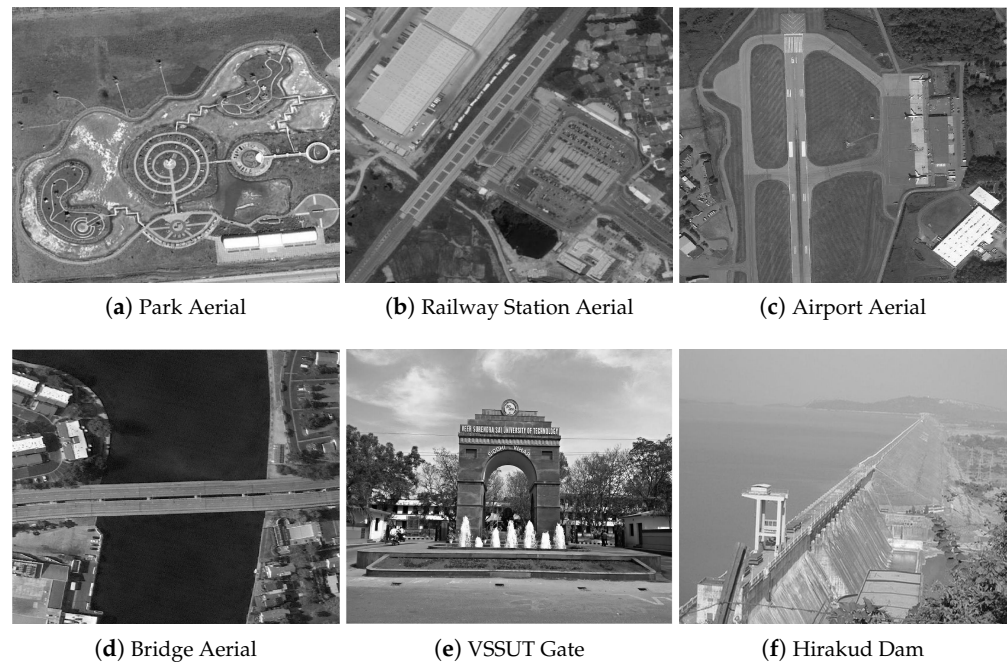 (a) Park Aerial
(b) Railway Station Aerial
(c) Airport Aerial
VEER SURENDRA SAI UNIVERSITY OF TECHNOLOGY
(d) Bridge Aerial
(e) VSSUT Gate
(f) Hirakud Dam